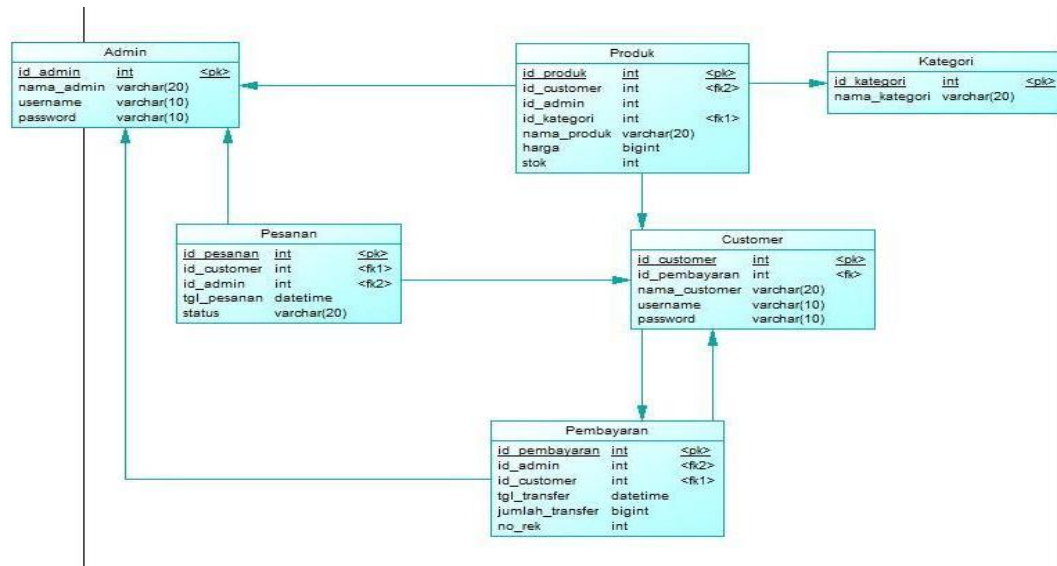 Admin
id_admin int <pk>
nama_admin varchar(20)
username varchar(10)
password varchar(10)
Produk
id_produk int <pk>
id_customer int <fk2>
id_admin int
id_kategori int <fk1>
nama_produk varchar(20)
harga bigint
stok int
Kategori
id_kategori int <pk>
nama_kategori varchar(20)
Pesanan
id_pesanan int <pk>
id_customer int <fk1>
id_admin int <fk2>
tgl_pesanan datetime
status varchar(20)
Customer
id_customer int <pk>
id_pembayaran int <fk>
nama_customer varchar(20)
username varchar(10)
password varchar(10)
Pembayaran
id_pembayaran int <pk>
id_admin int <fk2>
id_customer int <fk1>
tgl_transfer datetime
jumlah_transfer bigint
no_rek int